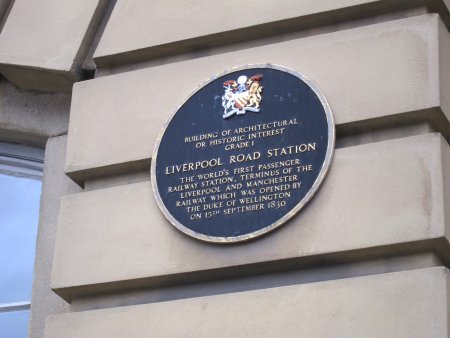 BUILDING OF ARCHITECTURAL
OR HISTORIC INTEREST
GRADE I
LIVERPOOL ROAD STATION
THE WORLD'S FIRST PASSENGER
RAILWAY STATION, TERMINUS OF THE
LIVERPOOL AND MANCHESTER
RAILWAY WHICH WAS OPENED BY
THE DUKE OF WELLINGTON
ON 15TH SEPTEMBER 1830